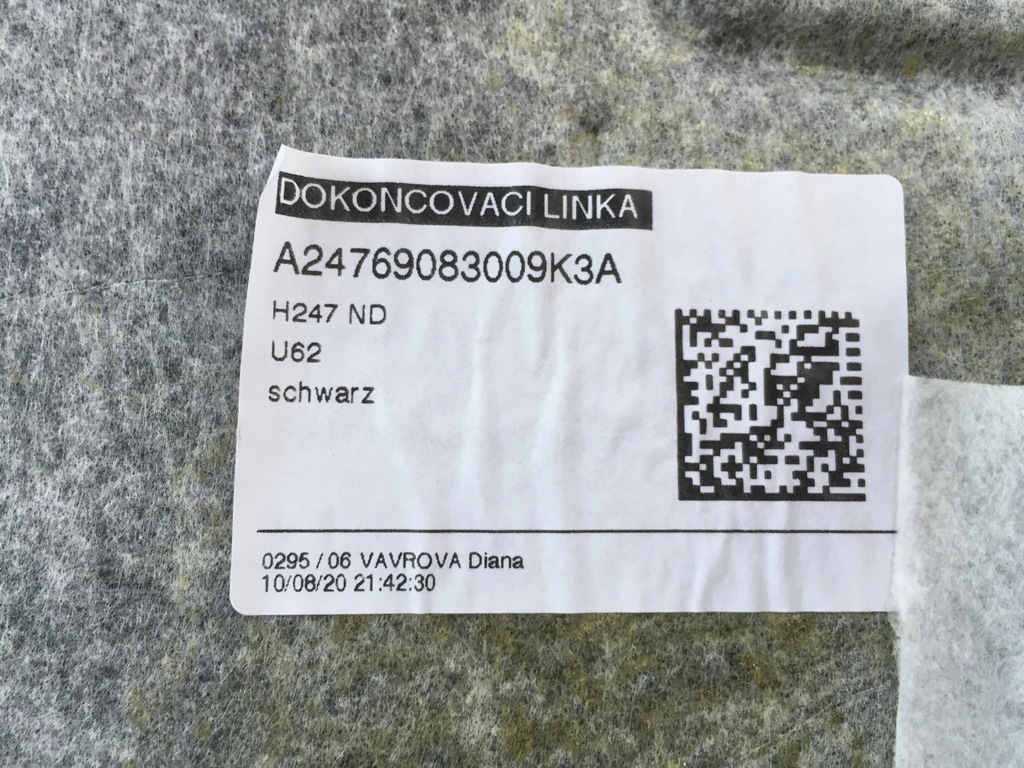 DOKONCOVACI LINKA
A24769083009K3A
H247 ND
U62
schwarz
0295 / 06 VAVROVA Diana
10/08/20 21:42:30